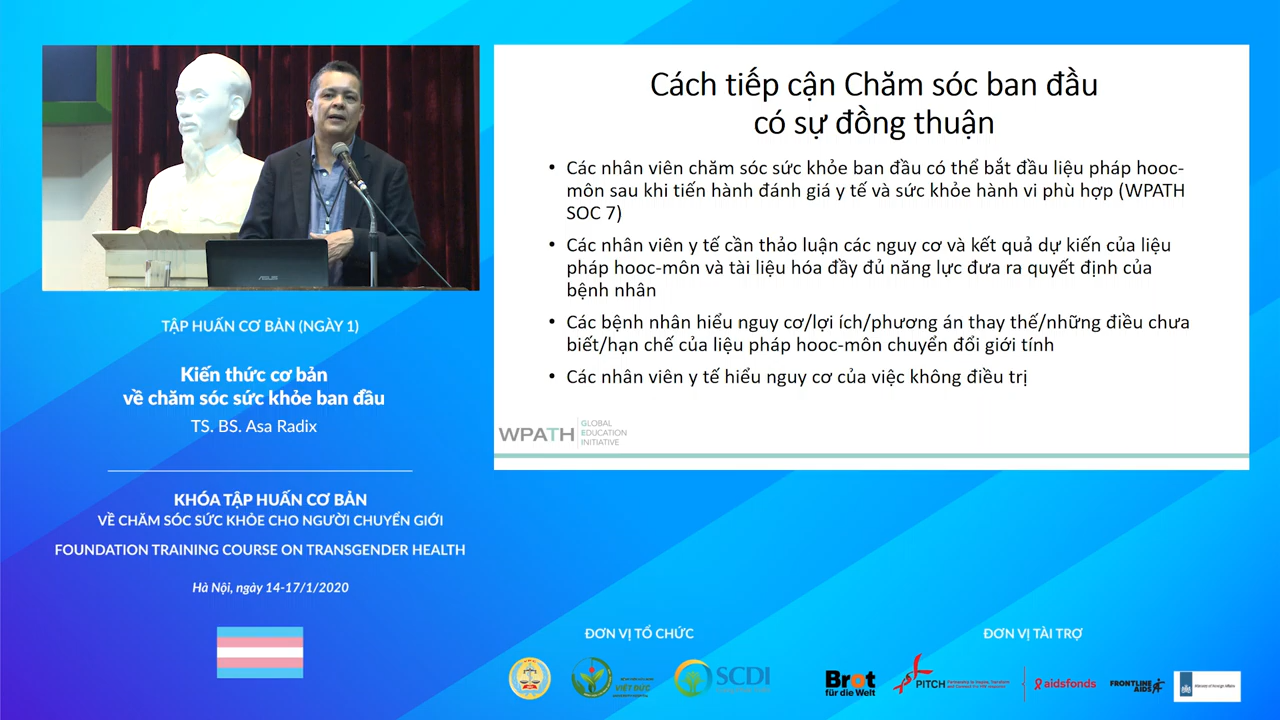 ASUS
TẬP HUẤN CƠ BẢN (NGÀY 1)
Kiến thức cơ bản
về chăm sóc sức khỏe ban đầu
TS. BS. Asa Radix
KHÓA TẬP HUẤN CƠ BẢN
VỀ CHĂM SÓC SỨC KHỎE CHO NGƯỜI CHUYỂN GIỚI
FOUNDATION TRAINING COURSE ON TRANSGENDER HEALTH
Hà Nội, ngày 14-17/1/2020
Cách tiếp cận Chăm sóc ban đầu
có sự đồng thuận
• Các nhân viên chăm sóc sức khỏe ban đầu có thể bắt đầu liệu pháp hooc-
môn sau khi tiến hành đánh giá y tế và sức khỏe hành vi phù hợp (WPATH
SOC 7)
• Các nhân viên y tế cần thảo luận các nguy cơ và kết quả dự kiến của liệu
pháp hooc-môn và tài liệu hóa đầy đủ năng lực đưa ra quyết định của
bệnh nhân
• Các bệnh nhân hiểu nguy cơ/lợi ích/phương án thay thế/những điều chưa
biết/hạn chế của liệu pháp hooc-môn chuyển đổi giới tính
• Các nhân viên y tế hiểu nguy cơ của việc không điều trị
WPATH
GLOBAL
EDUCATION
INITIATIVE
ĐƠN VỊ TỔ CHỨC
VIỆT ĐỨC
SCDI
ĐƠN VỊ TÀI TRỢ
Brot
für die Welt
PITCH
aidsfonds
FRONTLINE
AIDS
Ministry of Foreign Affairs